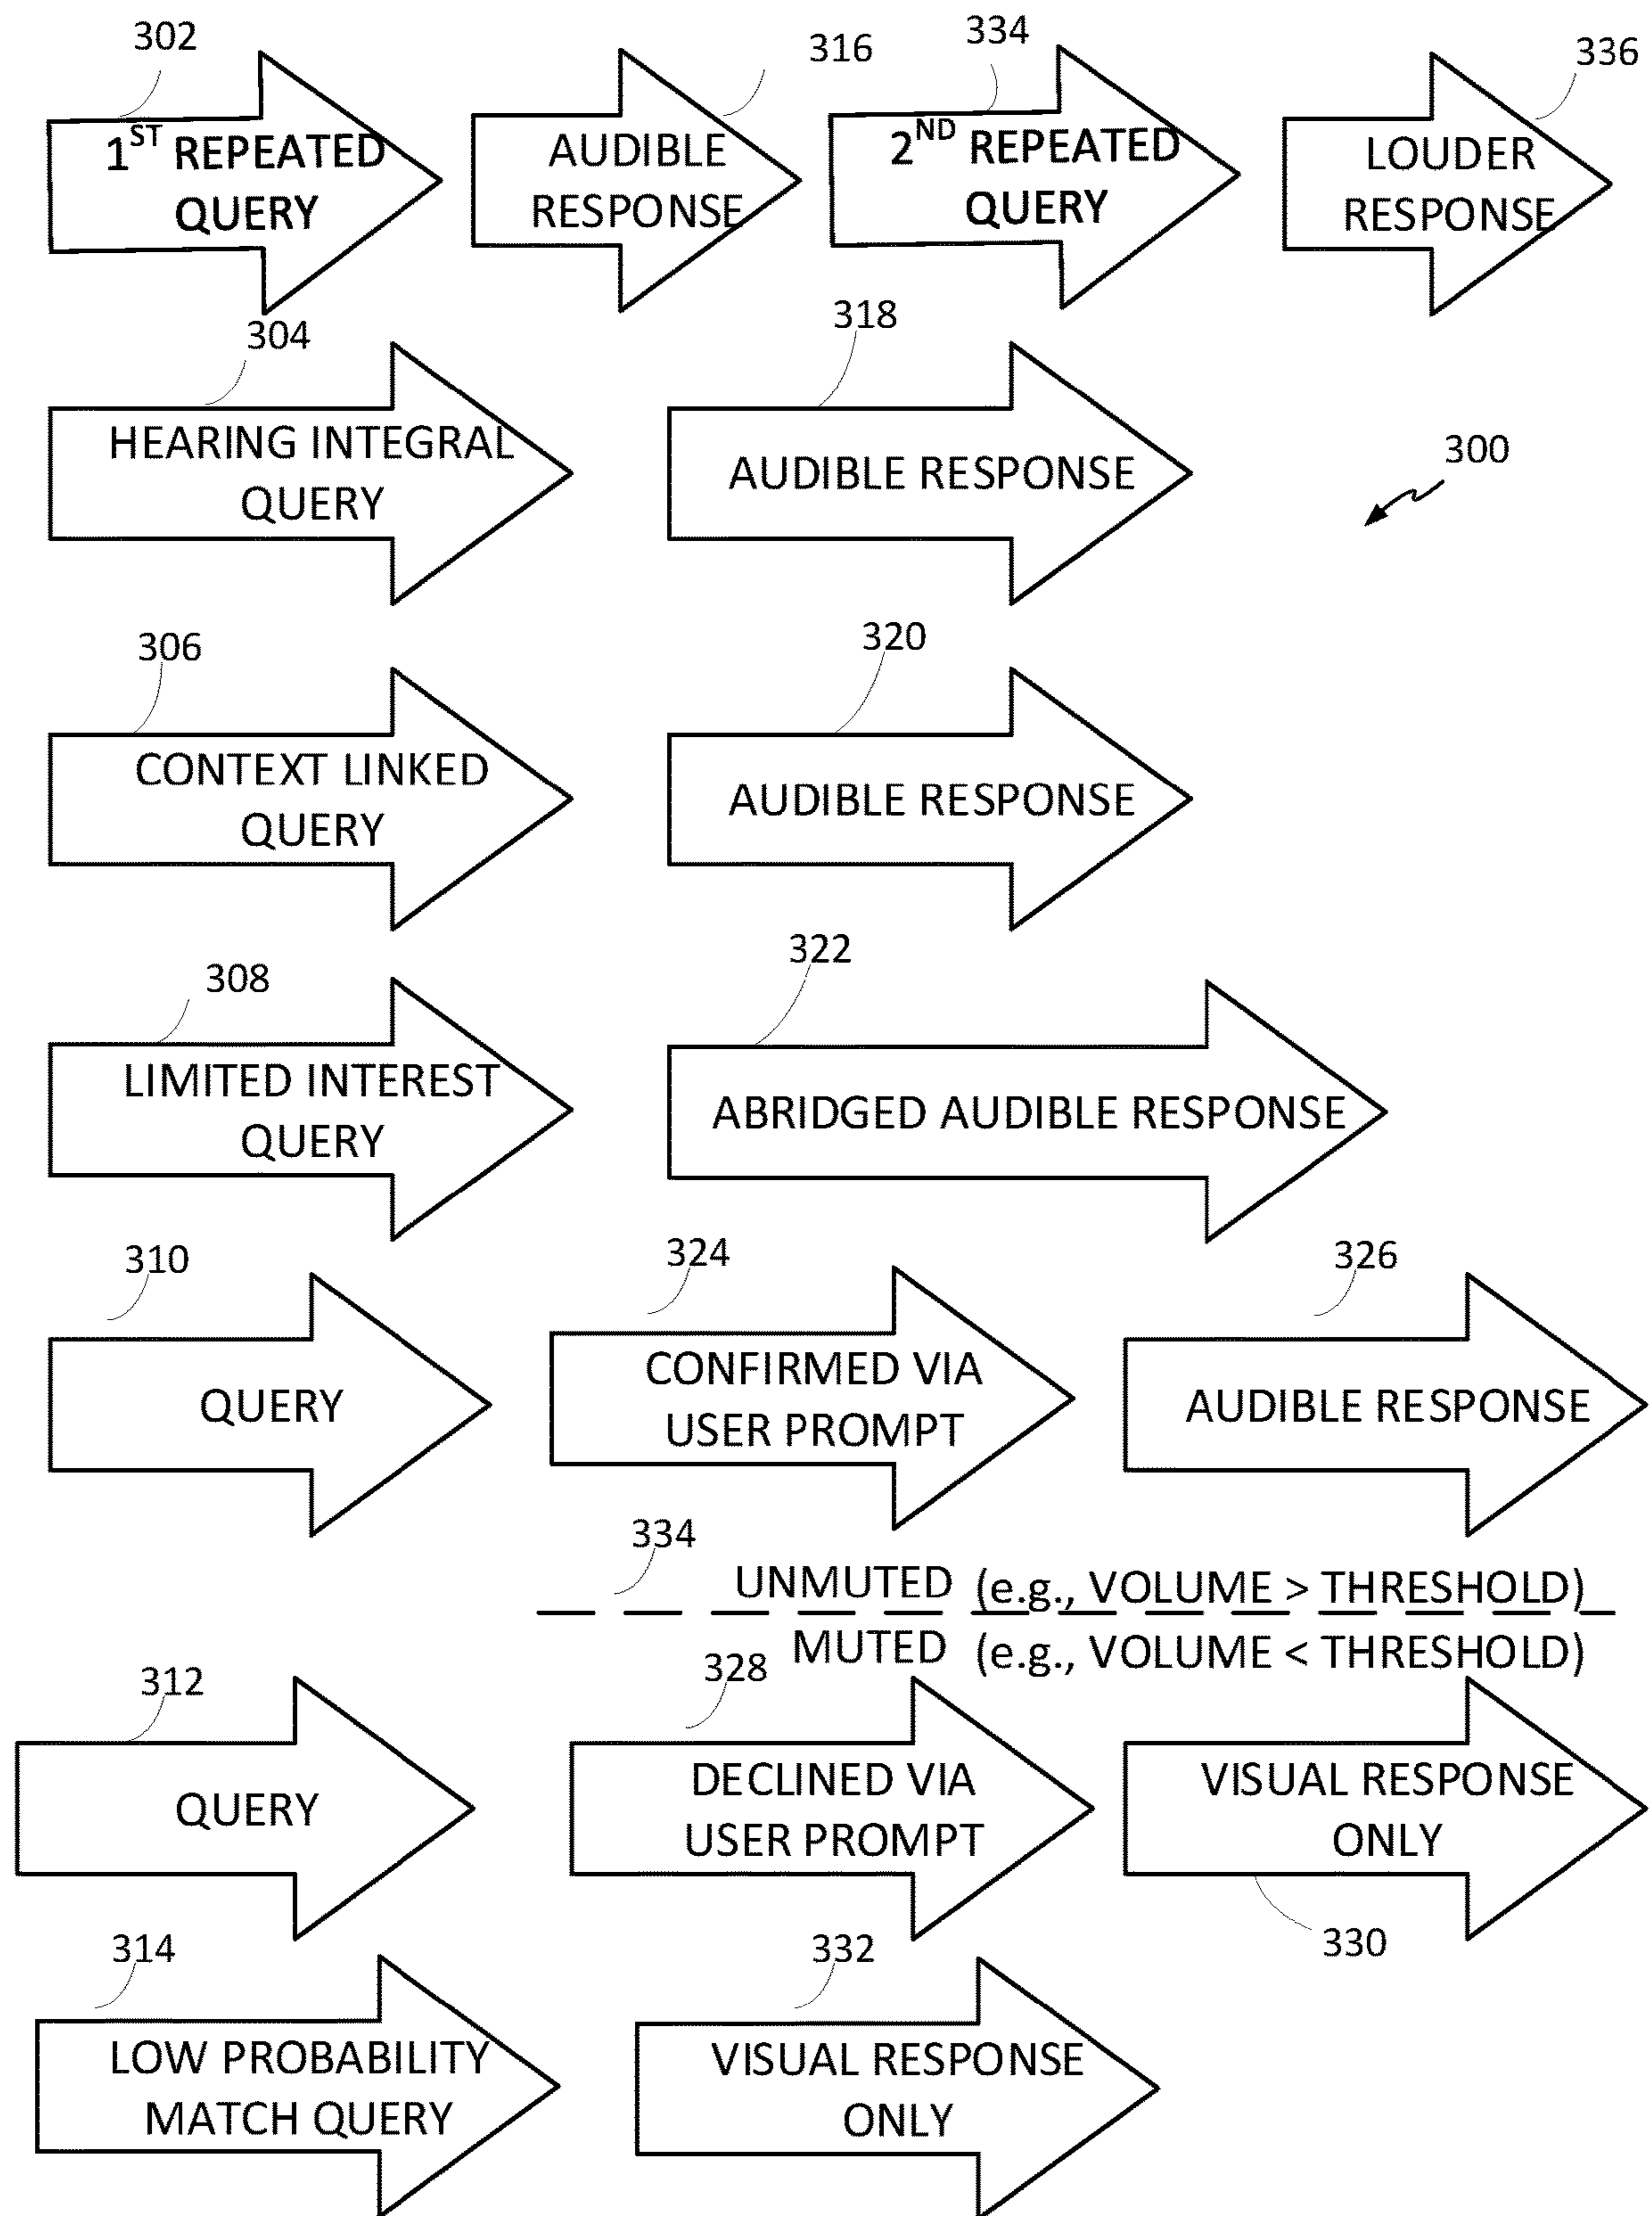 302
316
334
336
1ST REPEATED
QUERY
AUDIBLE
RESPONSE
2ND REPEATED
QUERY
LOUDER
RESPONSE
304
318
HEARING INTEGRAL
QUERY
AUDIBLE RESPONSE
300
306
320
CONTEXT LINKED
QUERY
AUDIBLE RESPONSE
308
322
LIMITED INTEREST
QUERY
ABRIDGED AUDIBLE RESPONSE
310
324
326
QUERY
CONFIRMED VIA
USER PROMPT
AUDIBLE RESPONSE
334
UNMUTED (e.g., VOLUME > THRESHOLD)
MUTED (e.g., VOLUME < THRESHOLD)
312
328
QUERY
DECLINED VIA
USER PROMPT
VISUAL RESPONSE
ONLY
330
314
332
LOW PROBABILITY
MATCH QUERY
VISUAL RESPONSE
ONLY